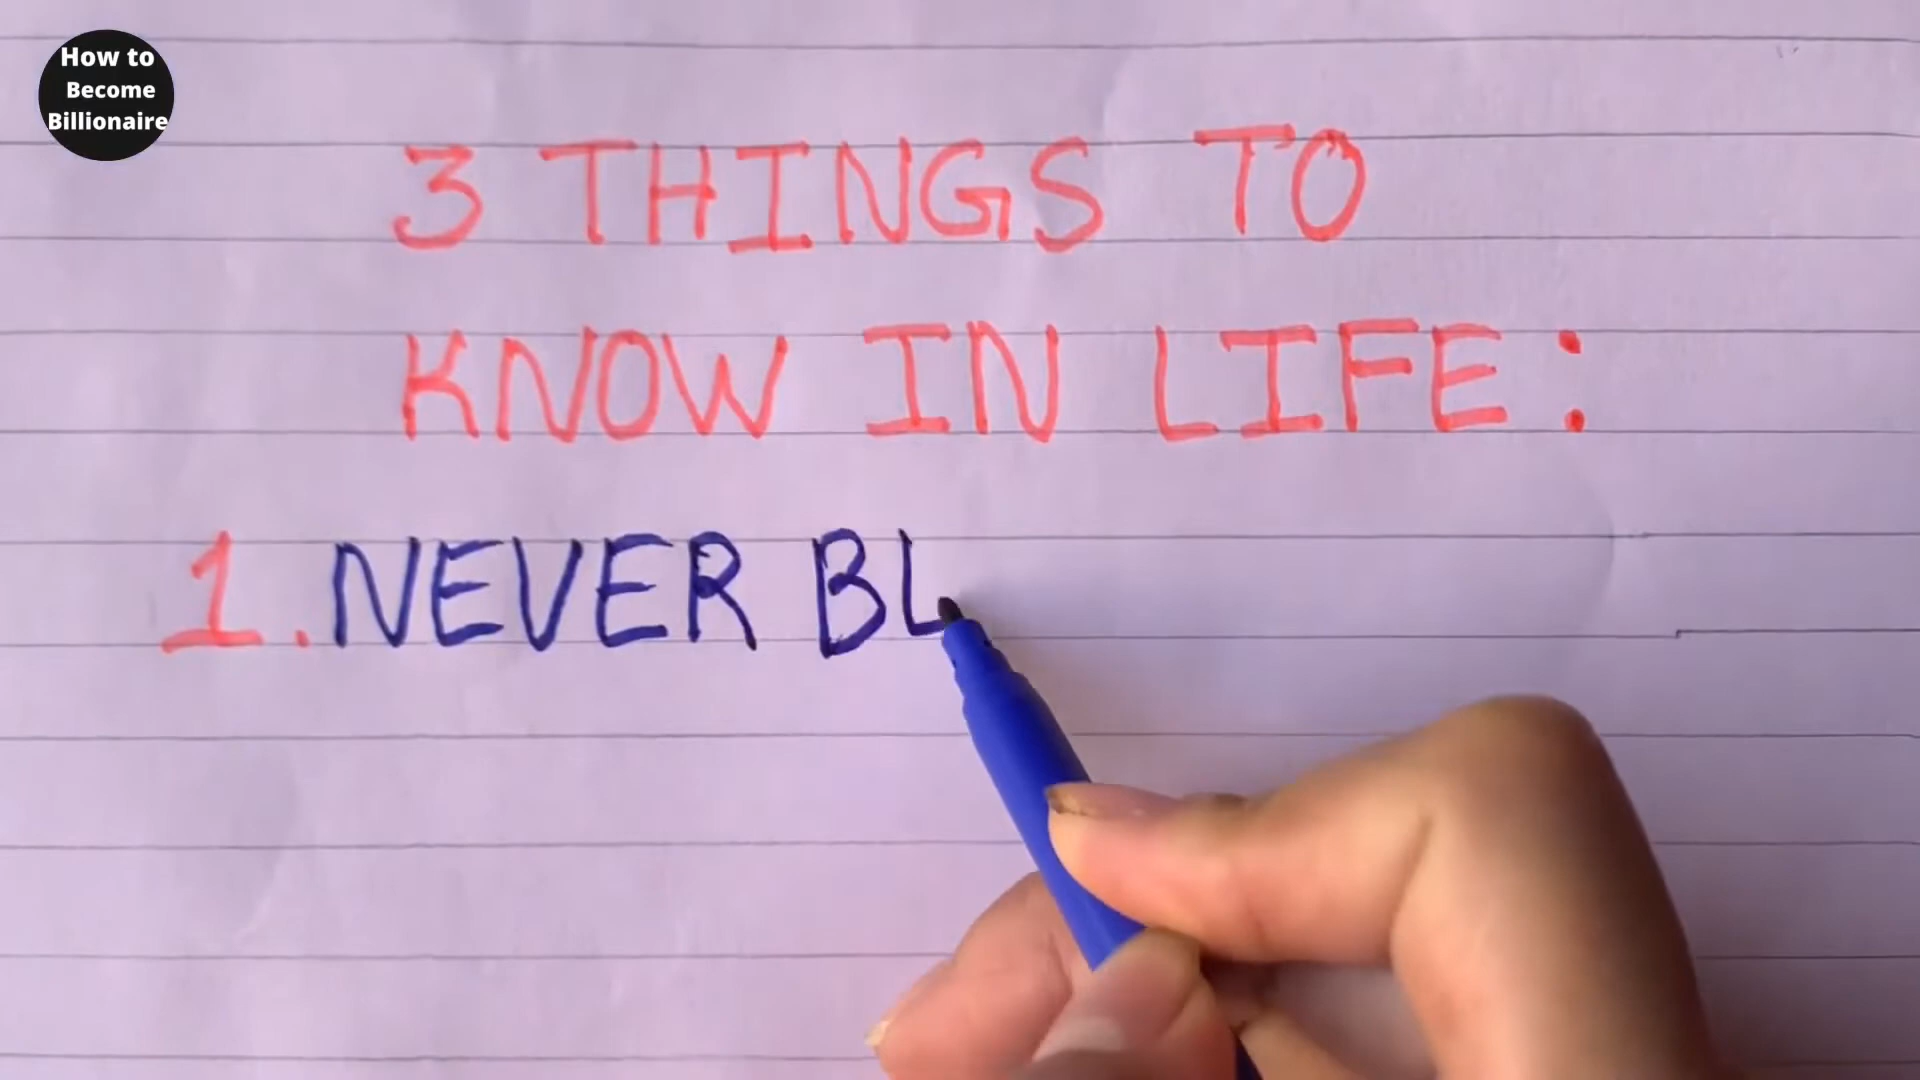 How to
Become
Billionaire
3 THINGS TO
KNOW IN LIFE:
1. NEVER BL